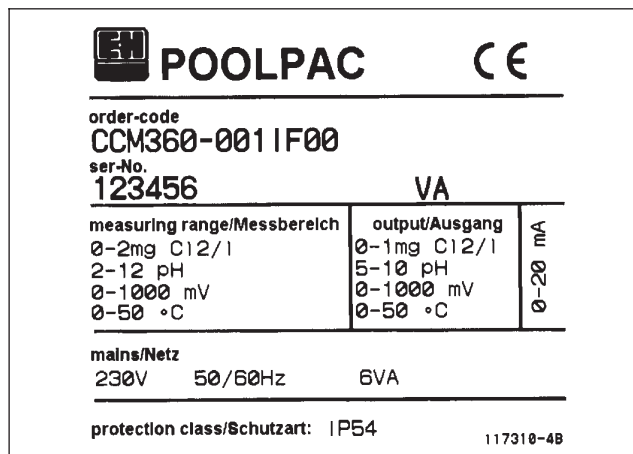 E+H POOLPAC CE
order-code
CCM360-001IF00
ser-No.
123456 VA
measuring range/Messbereich
0-2mg Cl2/l
2-12 pH
0-1000 mV
0-50 °C
output/Ausgang
0-1mg Cl2/l
5-10 pH
0-1000 mV
0-50 °C
0-20 mA
mains/Netz
230V 50/60Hz 6VA
protection class/Schutzart: IP54
117310-4B